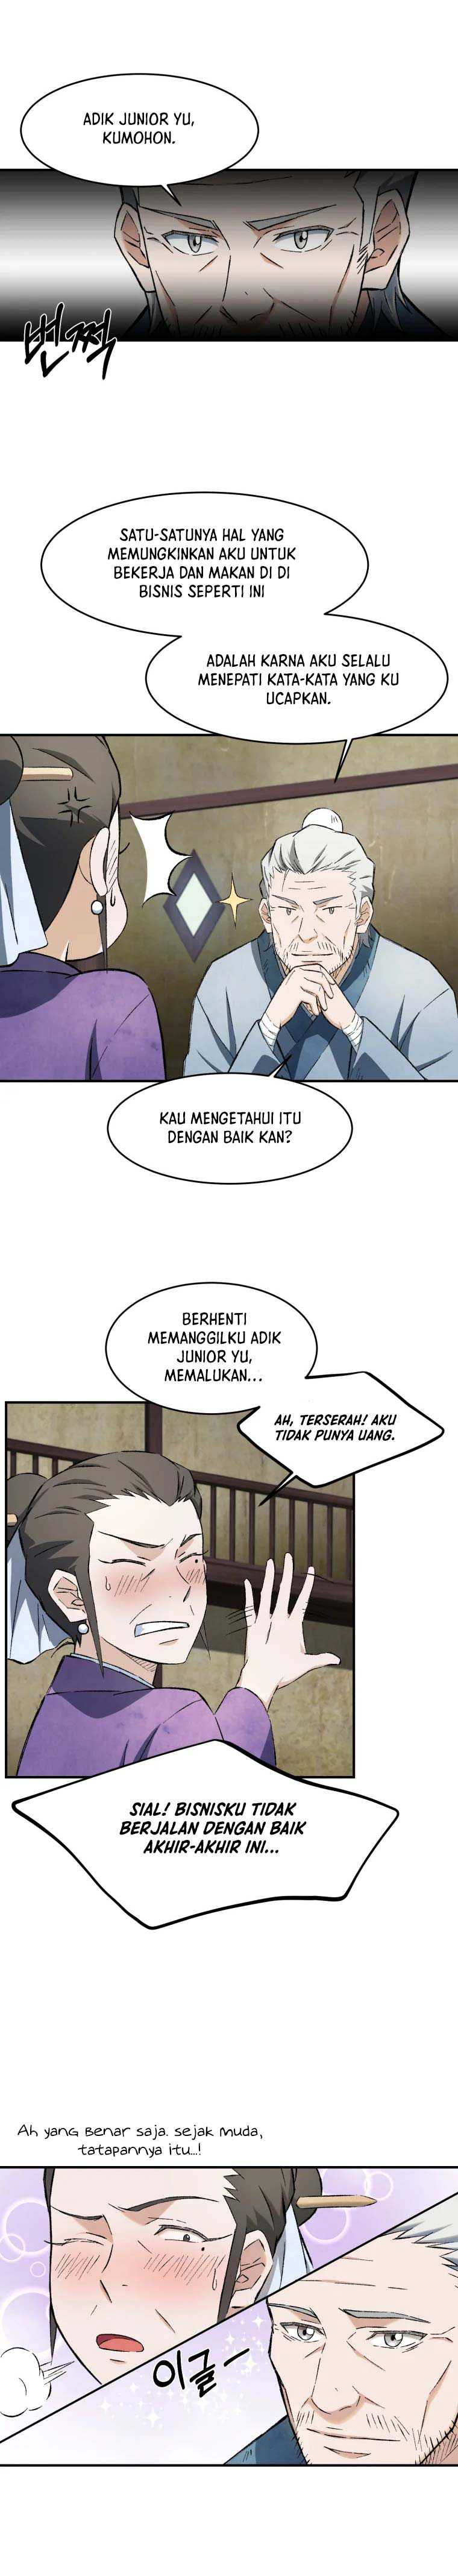 ADIK JUNIOR YU,
KUMOHON.
번쩍
SATU-SATUNYA HAL YANG
MEMUNGKINKAN AKU UNTUK
BEKERJA DAN MAKAN DI DI
BISNIS SEPERTI INI
ADALAH KARNA AKU SELALU
MENEPATI KATA-KATA YANG KU
UCAPKAN.
KAU MENGETAHUI ITU
DENGAN BAIK KAN?
BERHENTI
MEMANGGILKU ADIK
JUNIOR YU,
MEMALUKAN...
AH, TERSERAH! AKU
TIDAK PUNYA UANG.
SIAL! BISNISKU TIDAK
BERJALAN DENGAN BAIK
AKHIR-AKHIR INI...
Ah yang benar saja. sejak muda,
tatapannya itu...!
이글-